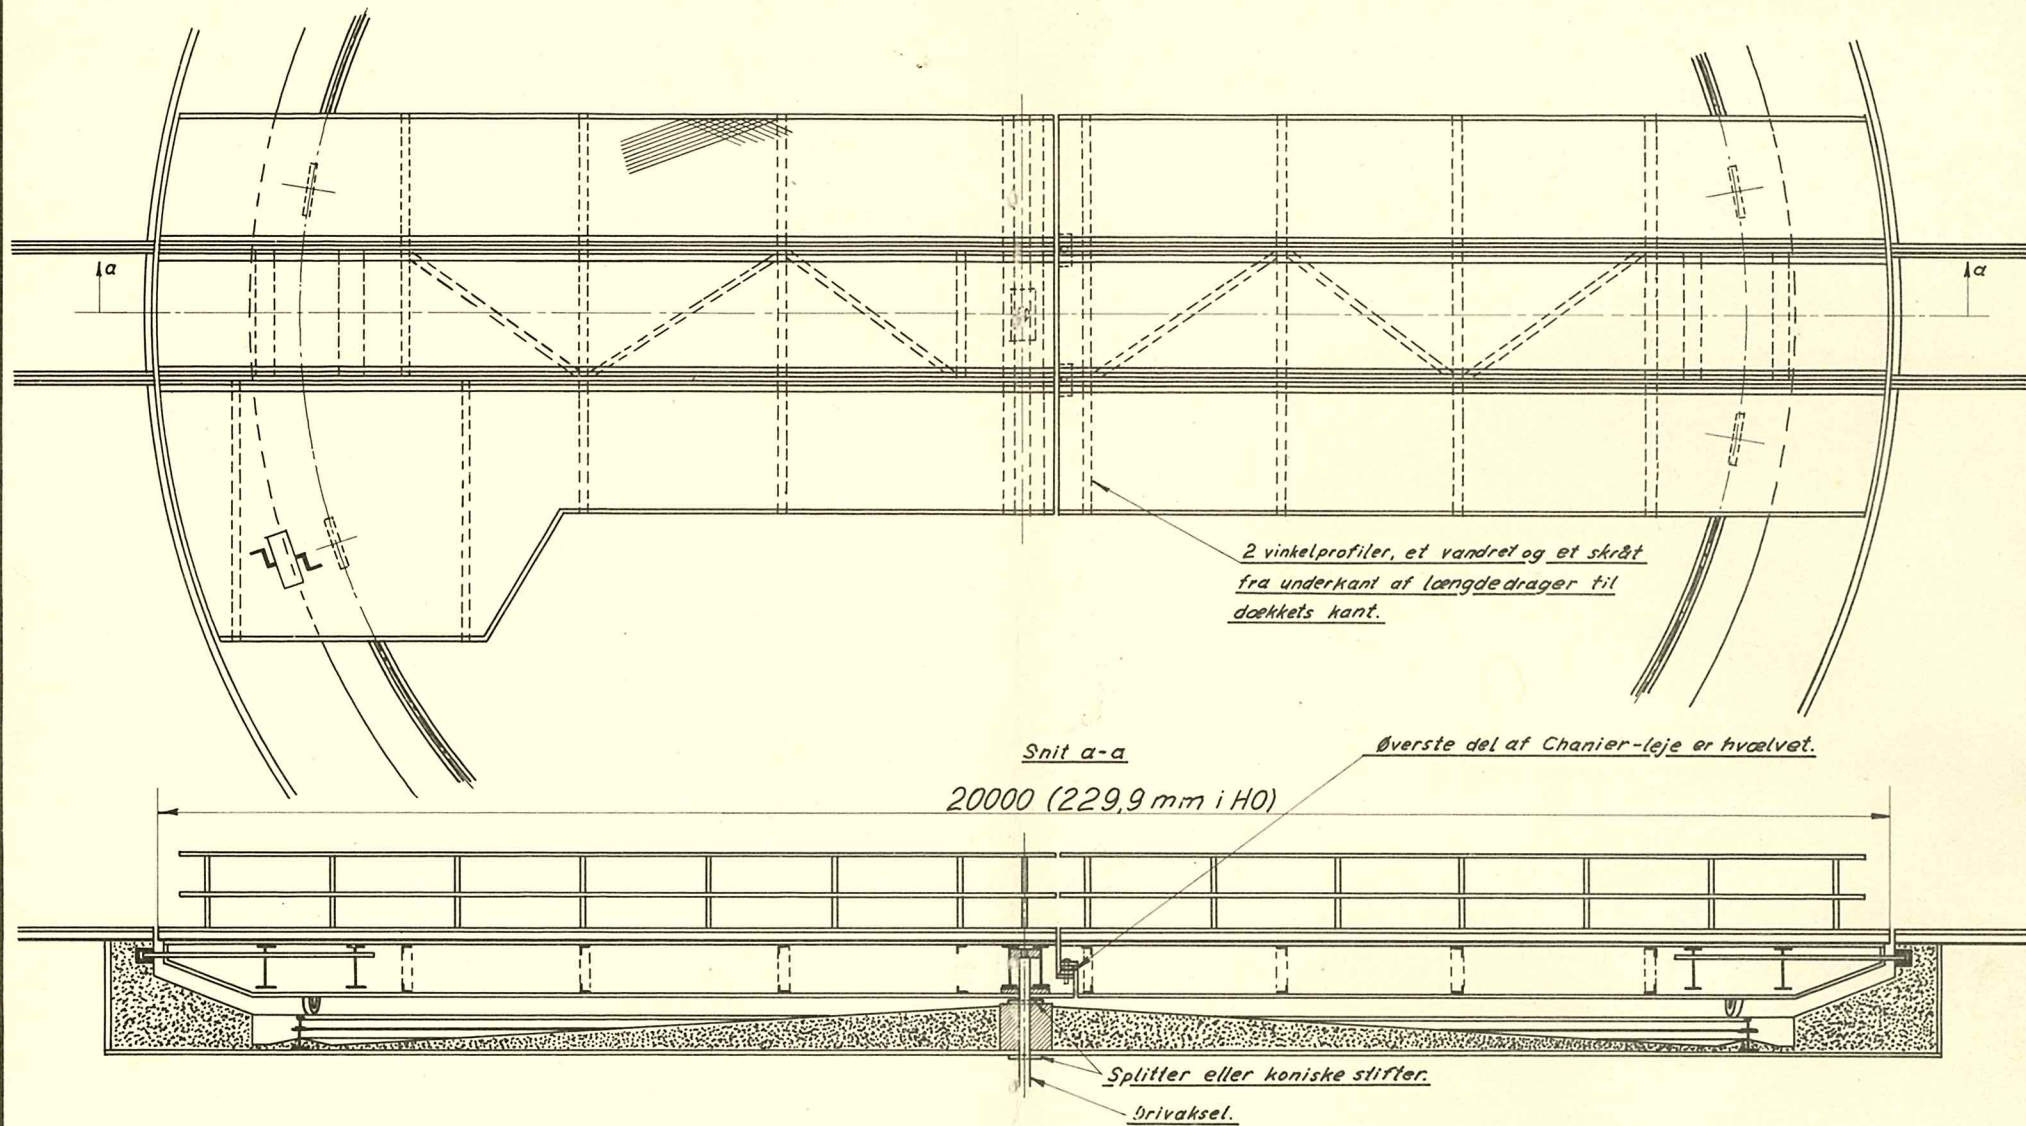 a
a
2 vinkelprofiler, et vandret og et skråt
fra underkant af længdedrager til
dækkets kant.
Snit a-a
Øverste del af Chanier-leje er hvælvet.
20000 (229,9 mm i HO)
Splitter eller koniske stifter.
Drivaksel.